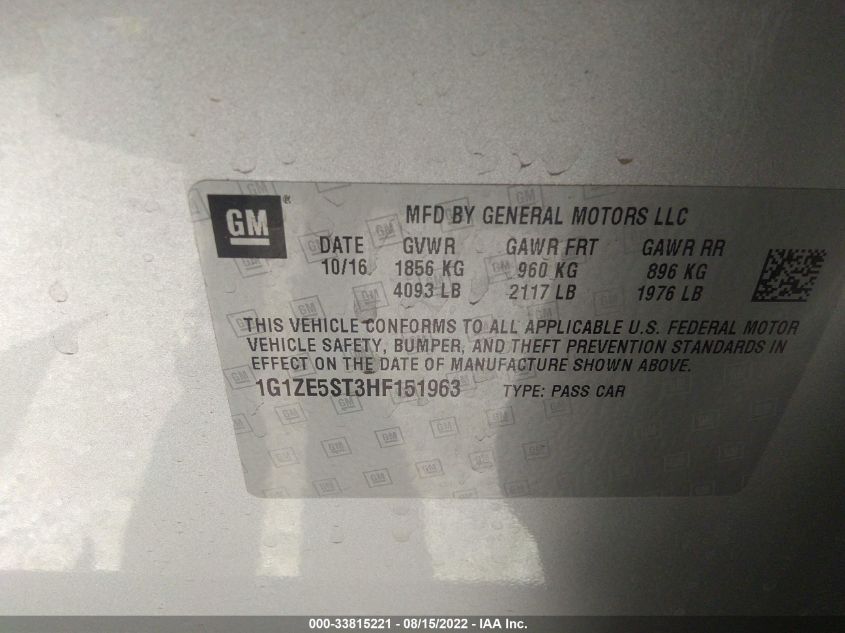 GM ® MFD BY GENERAL MOTORS LLC
DATE GVWR GAWR FRT GAWR RR
10/16 1856 KG 960 KG 896 KG
4093 LB 2117 LB 1976 LB
THIS VEHICLE CONFORMS TO ALL APPLICABLE U.S. FEDERAL MOTOR
VEHICLE SAFETY, BUMPER, AND THEFT PREVENTION STANDARDS IN
EFFECT ON THE DATE OF MANUFACTURE SHOWN ABOVE.
1G1ZE5ST3HF151963 TYPE: PASS CAR
000-33815221 - 08/15/2022 - IAA Inc.